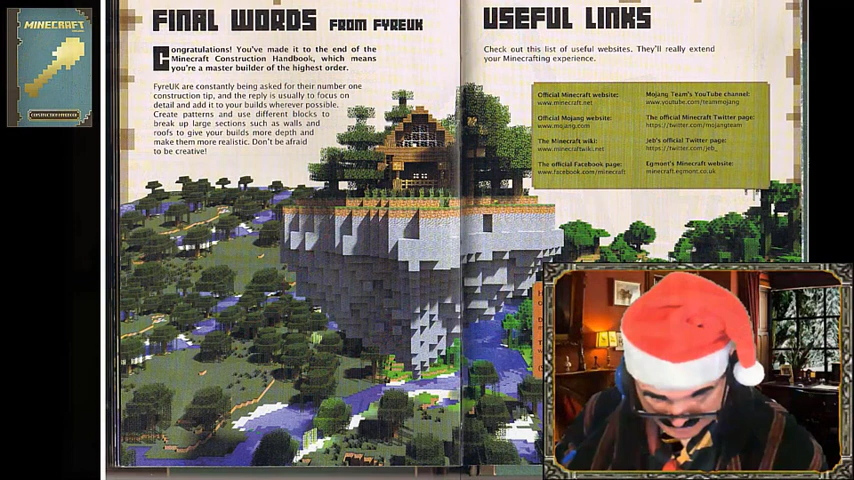 MINECRAFT
CONSTRUCTION HANDBOOK
FINAL WORDS FROM FYREUK
Congratulations! You've made it to the end of the
Minecraft Construction Handbook, which means
you're a master builder of the highest order.
FyreUK are constantly being asked for their number one
construction tip, and the reply is usually to focus on
detail and add it to your builds wherever possible.
Create patterns and use different blocks to
break up large sections such as walls and
roofs to give your builds more depth and
make them more realistic. Don't be afraid
to be creative!
USEFUL LINKS
Check out this list of useful websites. They'll really extend
your Minecrafting experience.
Official Minecraft website:
www.minecraft.net
Official Mojang website:
www.mojang.com
The Minecraft wiki:
www.minecraftwiki.net
The official Facebook page:
www.facebook.com/minecraft
Mojang Team's YouTube channel:
www.youtube.com/teammojang
The official Minecraft Twitter page:
https://twitter.com/mojangteam
Jeb's official Twitter page:
https://twitter.com/jeb_
Egmont's Minecraft website:
minecraft.egmont.co.uk